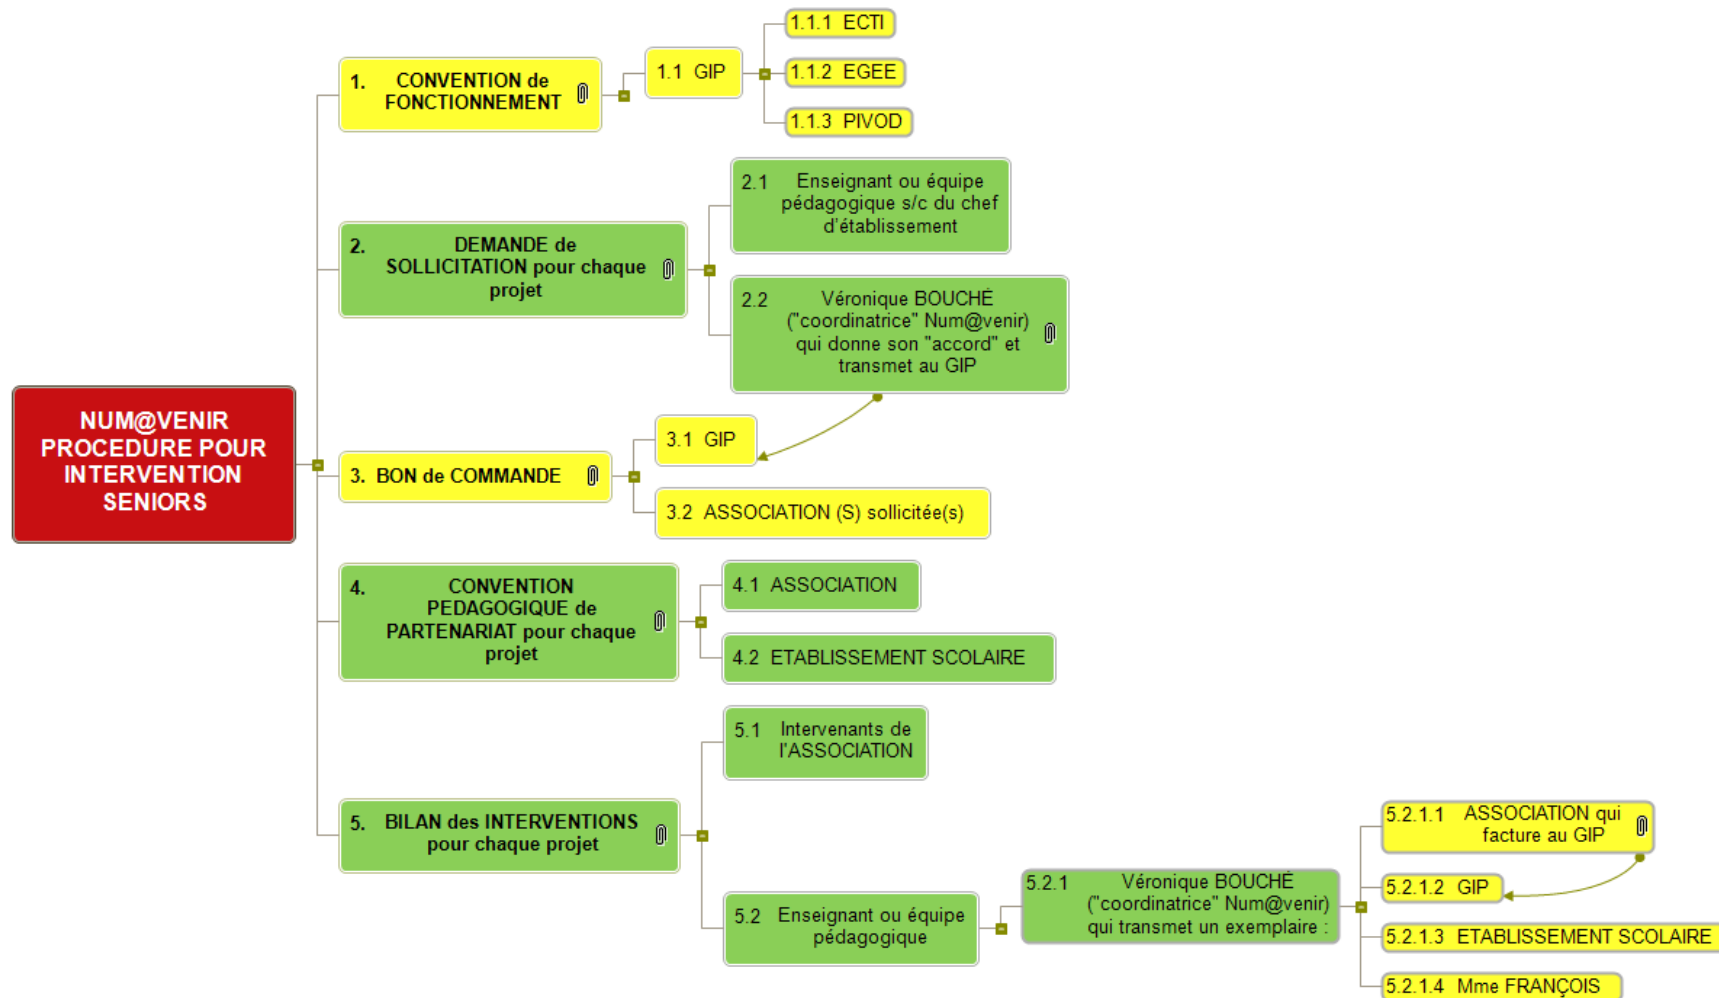 NUM@VENIR
PROCEDURE POUR
INTERVENTION
SENIORS
1. CONVENTION de
FONCTIONNEMENT
1.1 GIP
1.1.1 ECTI
1.1.2 EGEE
1.1.3 PIVOD
2. DEMANDE de
SOLLICITATION pour chaque
projet
2.1 Enseignant ou équipe
pédagogique s/c du chef
d'établissement
2.2 Véronique BOUCHÉ
("coordinatrice" Num@venir)
qui donne son "accord" et
transmet au GIP
3. BON de COMMANDE
3.1 GIP
3.2 ASSOCIATION (S) sollicitée(s)
4. CONVENTION
PEDAGOGIQUE de
PARTENARIAT pour chaque
projet
4.1 ASSOCIATION
4.2 ETABLISSEMENT SCOLAIRE
5. BILAN des INTERVENTIONS
pour chaque projet
5.1 Intervenants de
l'ASSOCIATION
5.2 Enseignant ou équipe
pédagogique
5.2.1 Véronique BOUCHÉ
("coordinatrice" Num@venir)
qui transmet un exemplaire :
5.2.1.1 ASSOCIATION qui
facture au GIP
5.2.1.2 GIP
5.2.1.3 ETABLISSEMENT SCOLAIRE
5.2.1.4 Mme FRANÇOIS